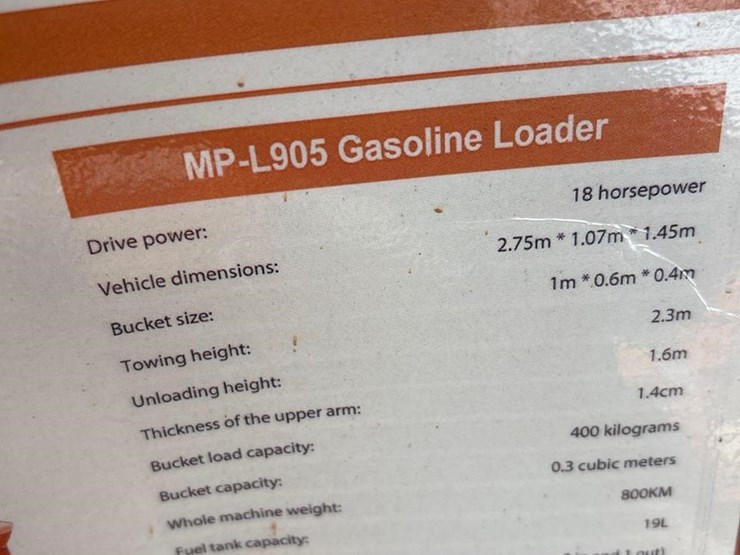 MP-L905 Gasoline Loader
Drive power: 18 horsepower
Vehicle dimensions: 2.75m * 1.07m * 1.45m
Bucket size: 1m * 0.6m * 0.4m
Towing height: 2.3m
Unloading height: 1.6m
Thickness of the upper arm: 1.4cm
Bucket load capacity: 400 kilograms
Bucket capacity: 0.3 cubic meters
Whole machine weight: 800KM
Fuel tank capacity: 19L
out)